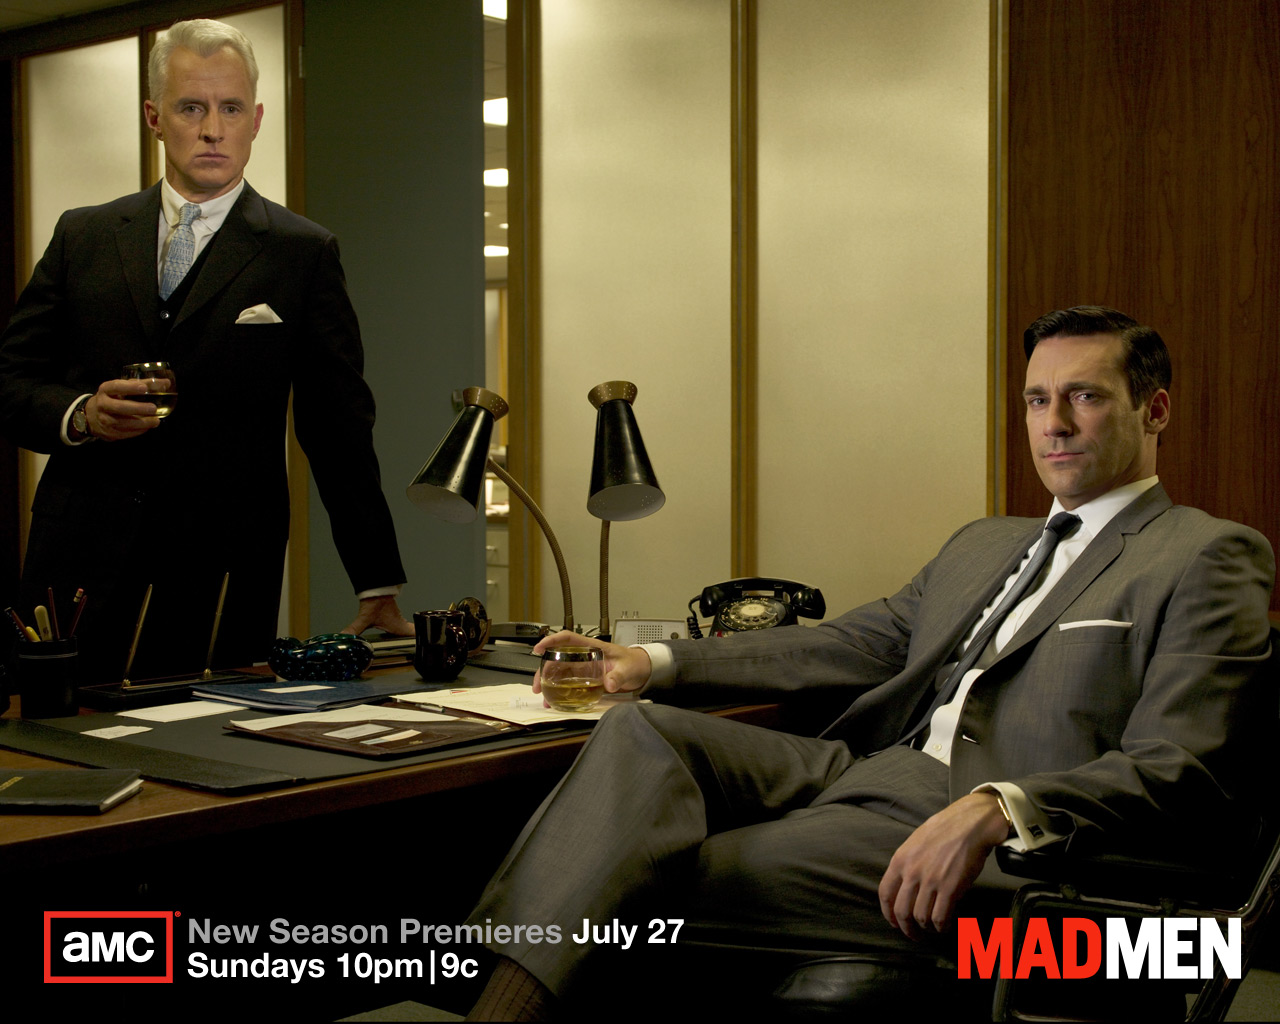 aMC
New Season Premieres July 27
Sundays 10pm|9c
MADMEN